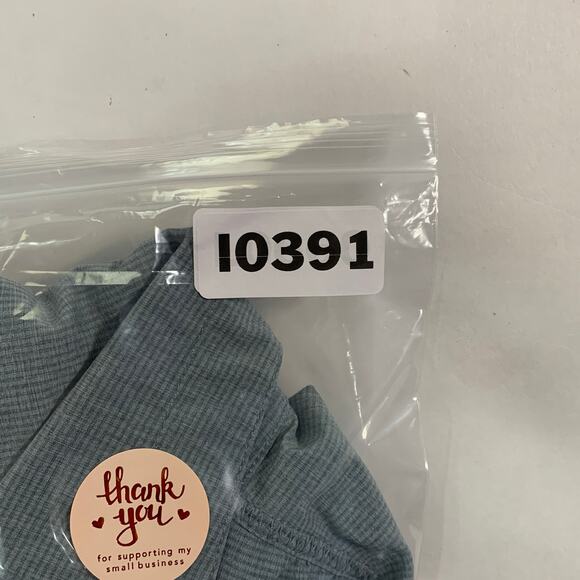 I0391
thank
you
for supporting my
small business